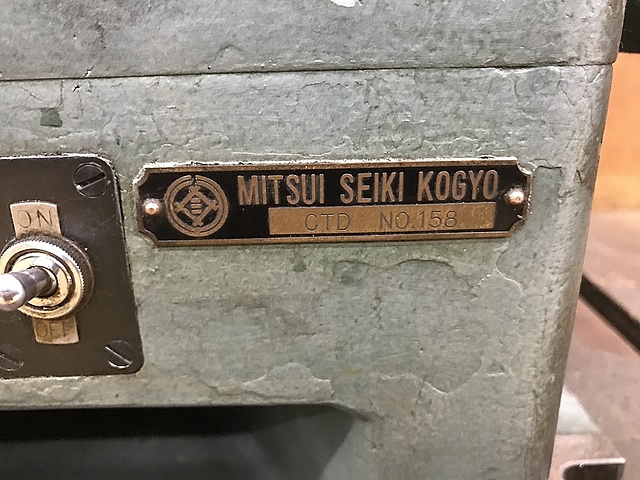 MITSUI SEIKI KOGYO
CTD NO.158
ON
OFF